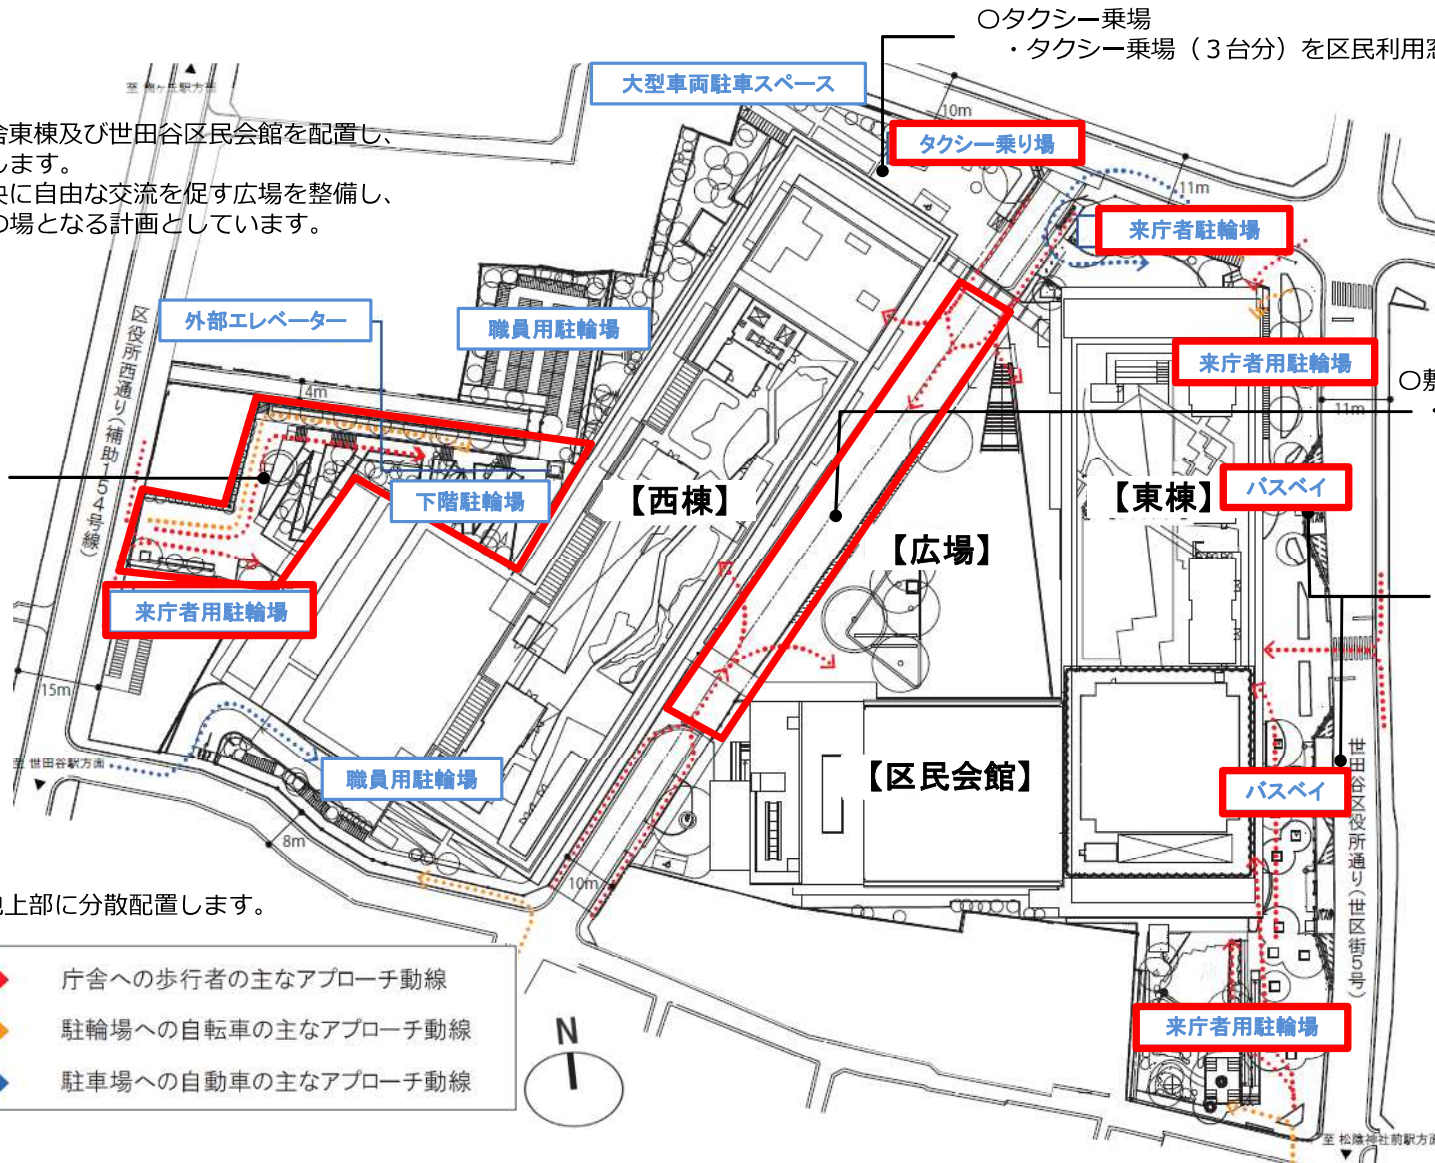 〇タクシー乗場
・タクシー乗場（３台分）を区民利用窓
大型車両駐車スペース
至 梅ヶ丘駅方面
10m
舎東棟及び世田谷区民会館を配置し、
します。
央に自由な交流を促す広場を整備し、
の場となる計画としています。
タクシー乗り場
11m
来庁者駐輪場
外部エレベーター
職員用駐輪場
区役所西通り(補助154号線)
来庁者用駐輪場
〇敷
・
4m
11m
下階駐輪場
【西棟】
【東棟】
バスベイ
【広場】
来庁者用駐輪場
15m
至 世田谷駅方面
職員用駐輪場
【区民会館】
バスベイ
世田谷区役所通り(世区街5号)
8m
10m
地上部に分散配置します。
庁舎への歩行者の主なアプローチ動線
駐輪場への自転車の主なアプローチ動線
駐車場への自動車の主なアプローチ動線
N
来庁者用駐輪場
至 松陰神社前駅方面